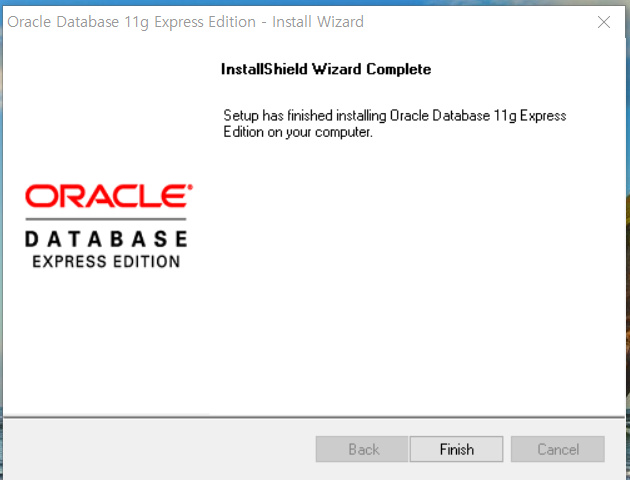 Oracle Database 11g Express Edition - Install Wizard
InstallShield Wizard Complete
Setup has finished installing Oracle Database 11g Express
Edition on your computer.
ORACLE®
DATABASE
EXPRESS EDITION
Back
Finish
Cancel